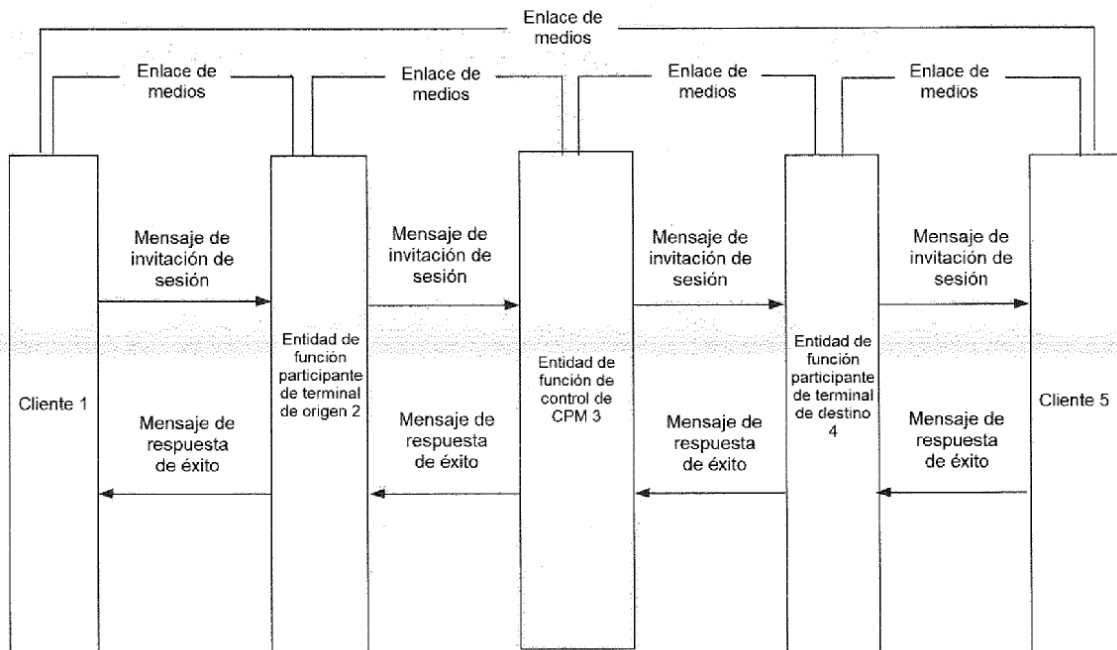 Enlace de
medios
Enlace de
medios
Enlace de
medios
Enlace de
medios
Enlace de
medios
Mensaje de
invitación de
sesión
Mensaje de
invitación de
sesión
Mensaje de
invitación de
sesión
Mensaje de
invitación de
sesión
Cliente 1
Entidad de
función
participante
de terminal
de origen 2
Entidad de
función de
control de
CPM 3
Entidad de
función
participante
de terminal
de destino
4
Cliente 5
Mensaje de
respuesta
de éxito
Mensaje de
respuesta
de éxito
Mensaje de
respuesta
de éxito
Mensaje de
respuesta
de éxito